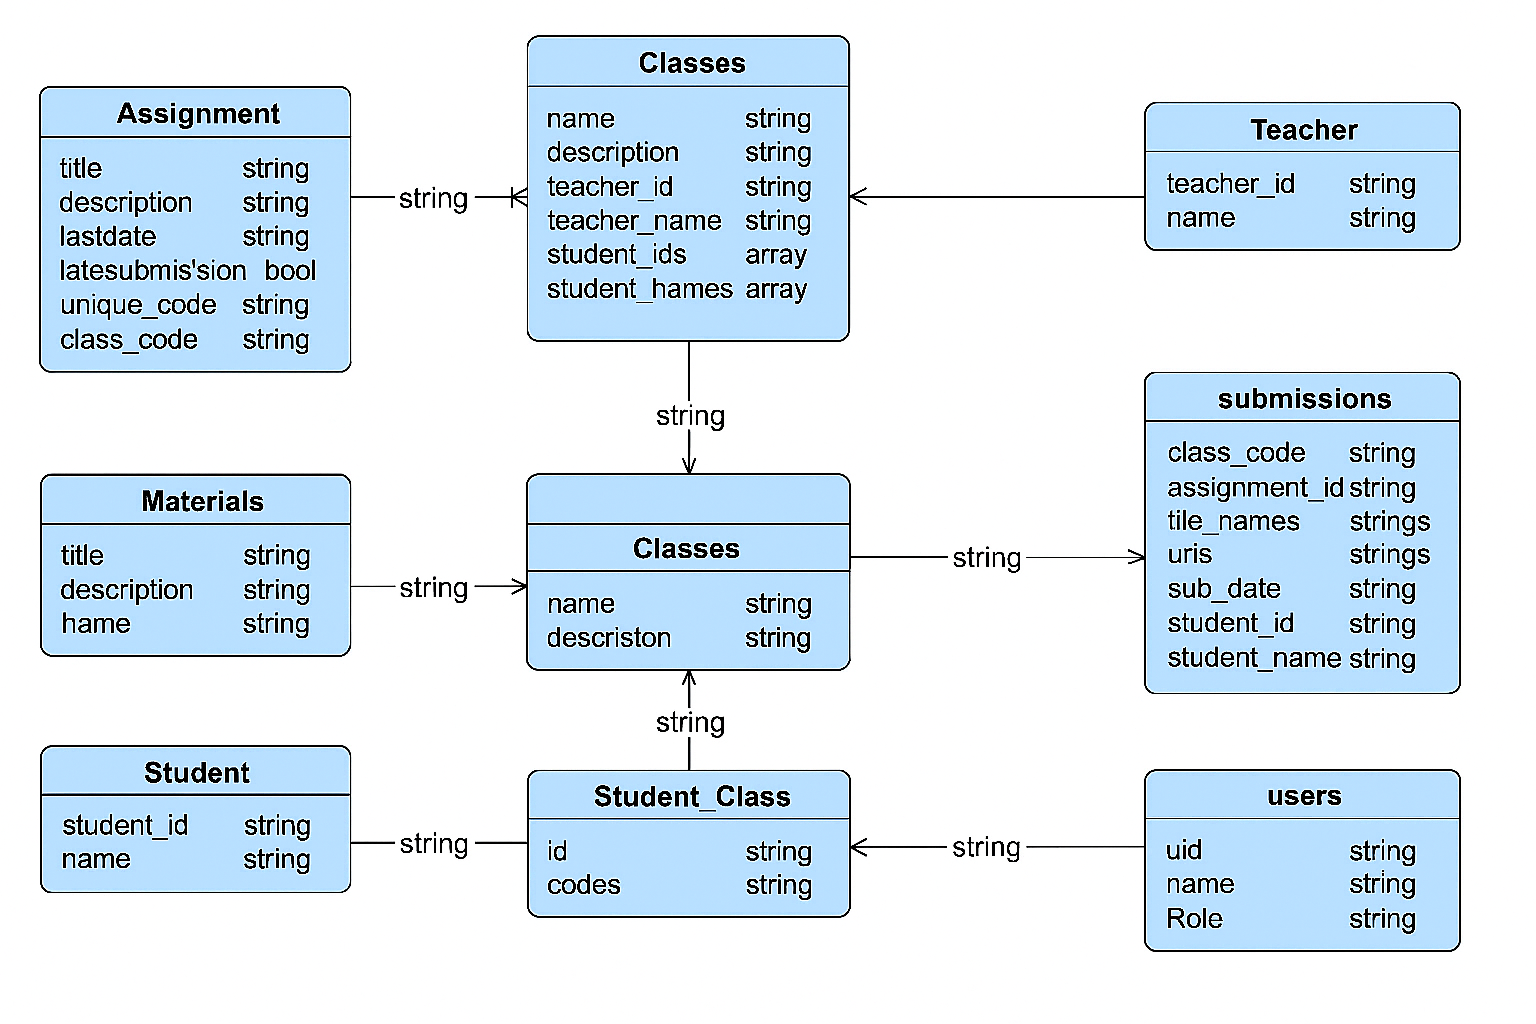 Assignment
title string
description string
lastdate string
latesubmis'sion bool
unique_code string
class_code string
string
Classes
name string
description string
teacher_id string
teacher_name string
student_ids array
student_hames array
Teacher
teacher_id string
name string
string
Materials
title string
description string
hame string
string
Classes
name string
descriston string
string
submissions
class_code string
assignment_id string
tile_names strings
uris strings
sub_date string
student_id string
student_name string
string
Student
student_id string
name string
string
Student_Class
id string
codes string
string
users
uid string
name string
Role string